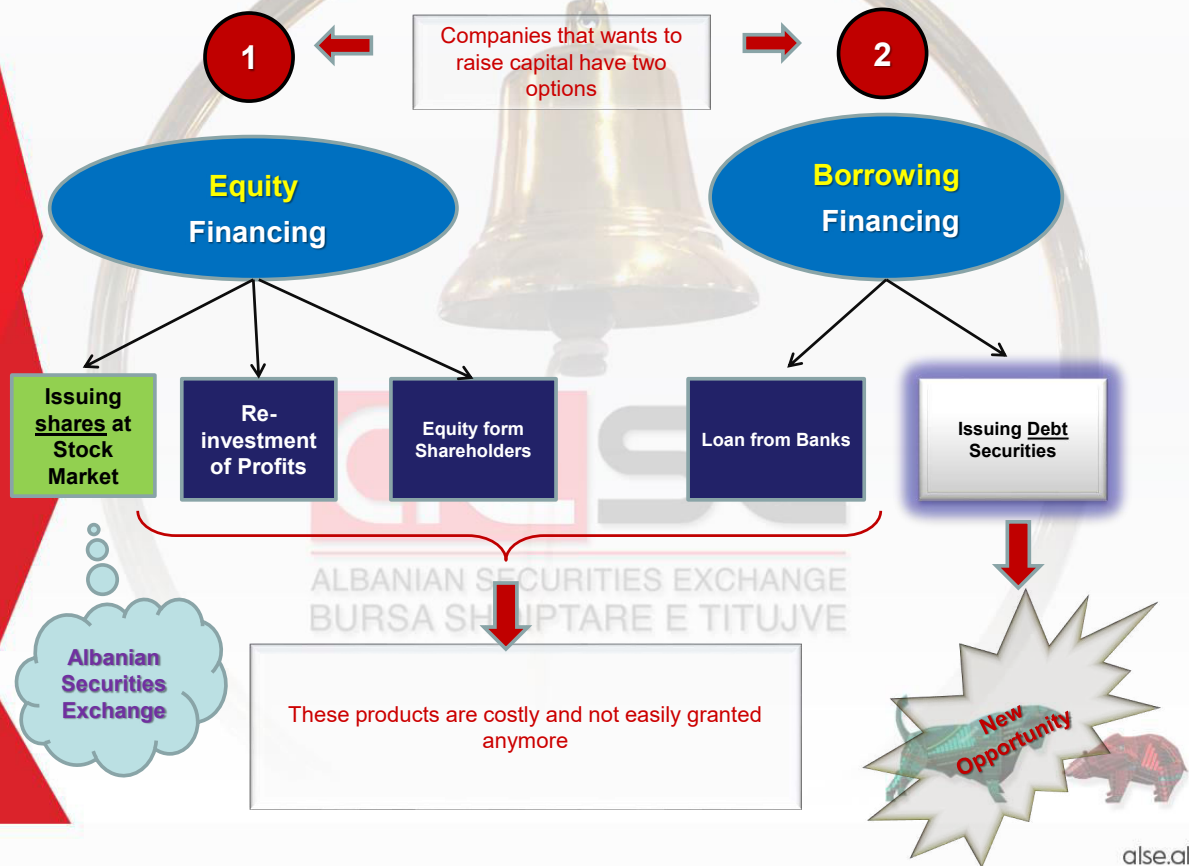 1
Companies that wants to
raise capital have two
options
2
Equity
Financing
Borrowing
Financing
Issuing
shares at
Stock
Market
Re-
investment
of Profits
Equity form
Shareholders
Loan from Banks
Issuing Debt
Securities
ALBANIAN SECURITIES EXCHANGE
BURSA SHQIPTARE E TITUJVE
Albanian
Securities
Exchange
These products are costly and not easily granted
anymore
New
Opportunity
alse.al